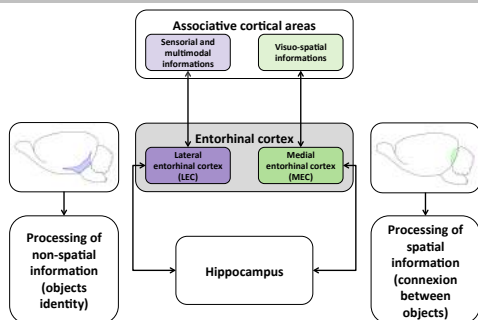 Associative cortical areas
Sensorial and
multimodal
informations
Visuo-spatial
informations
Entorhinal cortex
Lateral
entorhinal cortex
(LEC)
Medial
entorhinal cortex
(MEC)
Processing of
non-spatial
information
(objects
identity)
Hippocampus
Processing of
spatial
information
(connexion
between
objects)